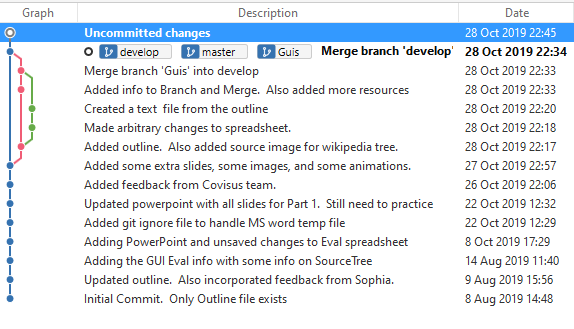 Graph Description Date
Uncommitted changes 28 Oct 2019 22:45
develop master Guis Merge branch 'develop' 28 Oct 2019 22:34
Merge branch 'Guis' into develop 28 Oct 2019 22:33
Added info to Branch and Merge.  Also added more resources 28 Oct 2019 22:33
Created a text  file from the outline 28 Oct 2019 22:20
Made arbitrary changes to spreadsheet. 28 Oct 2019 22:18
Added outline.  Also added source image for wikipedia tree. 28 Oct 2019 22:17
Added some extra slides, some images, and some animations. 27 Oct 2019 22:57
Added feedback from Covisus team. 26 Oct 2019 22:06
Updated powerpoint with all slides for Part 1.  Still need to practice 22 Oct 2019 12:32
Added git ignore file to handle MS word temp file 22 Oct 2019 12:29
Adding PowerPoint and unsaved changes to Eval spreadsheet 8 Oct 2019 17:29
Adding the GUI Eval info with some info on SourceTree 14 Aug 2019 11:40
Updated outline.  Also incorporated feedback from Sophia. 9 Aug 2019 15:56
Initial Commit.  Only Outline file exists 8 Aug 2019 14:48